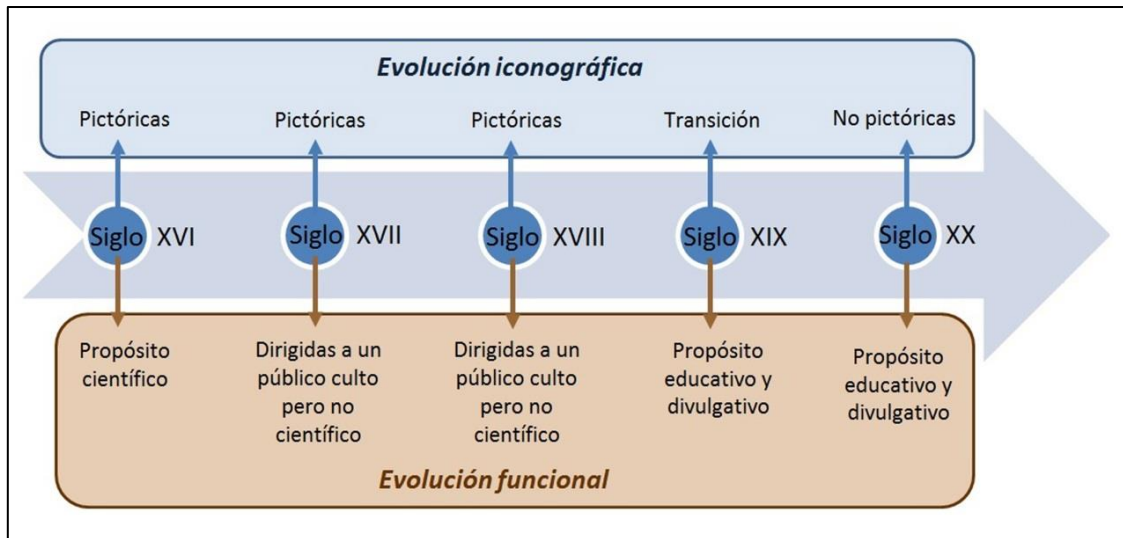 Evolución iconográfica
Pictóricas
Pictóricas
Pictóricas
Transición
No pictóricas
Siglo XVI
Siglo XVII
Siglo XVIII
Siglo XIX
Siglo XX
Propósito
científico
Dirigidas a un
público culto
pero no
científico
Dirigidas a un
público culto
pero no
científico
Propósito
educativo y
divulgativo
Propósito
educativo y
divulgativo
Evolución funcional